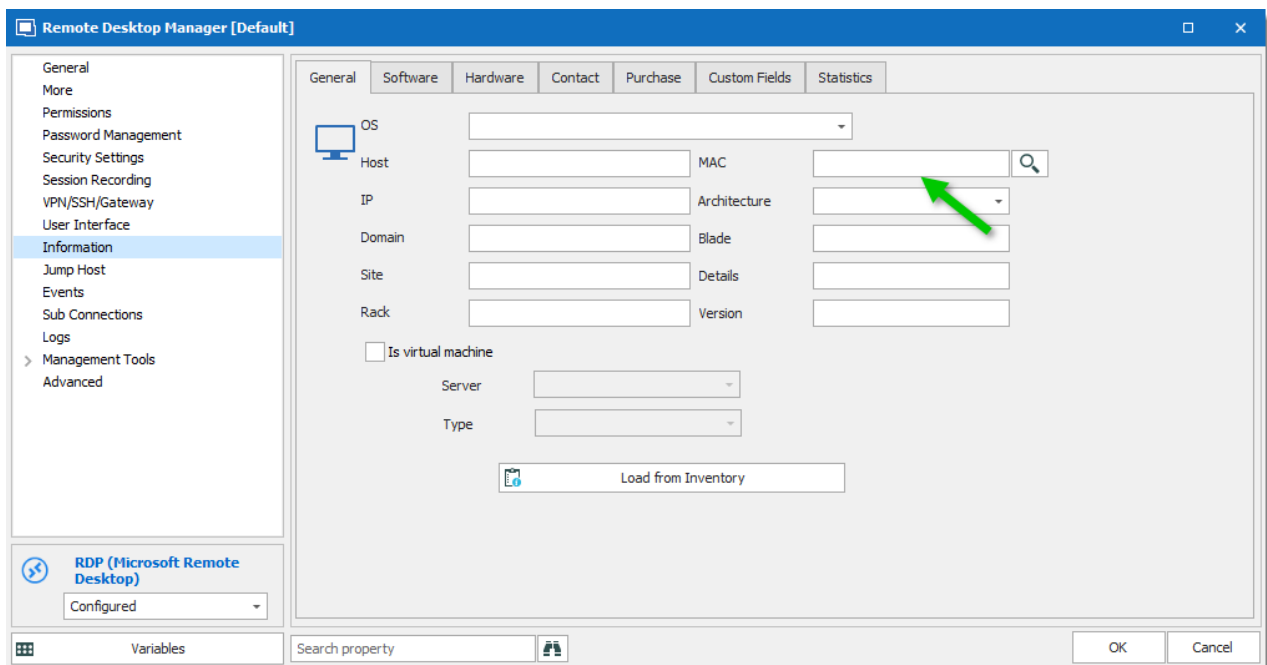 Remote Desktop Manager [Default]
General
More
Permissions
Password Management
Security Settings
Session Recording
VPN/SSH/Gateway
User Interface
Information
Jump Host
Events
Sub Connections
Logs
Management Tools
Advanced
RDP (Microsoft Remote
Desktop)
Configured
Variables
General Software Hardware Contact Purchase Custom Fields Statistics
OS
Host MAC
IP Architecture
Domain Blade
Site Details
Rack Version
Is virtual machine
Server
Type
Load from Inventory
Search property
OK Cancel